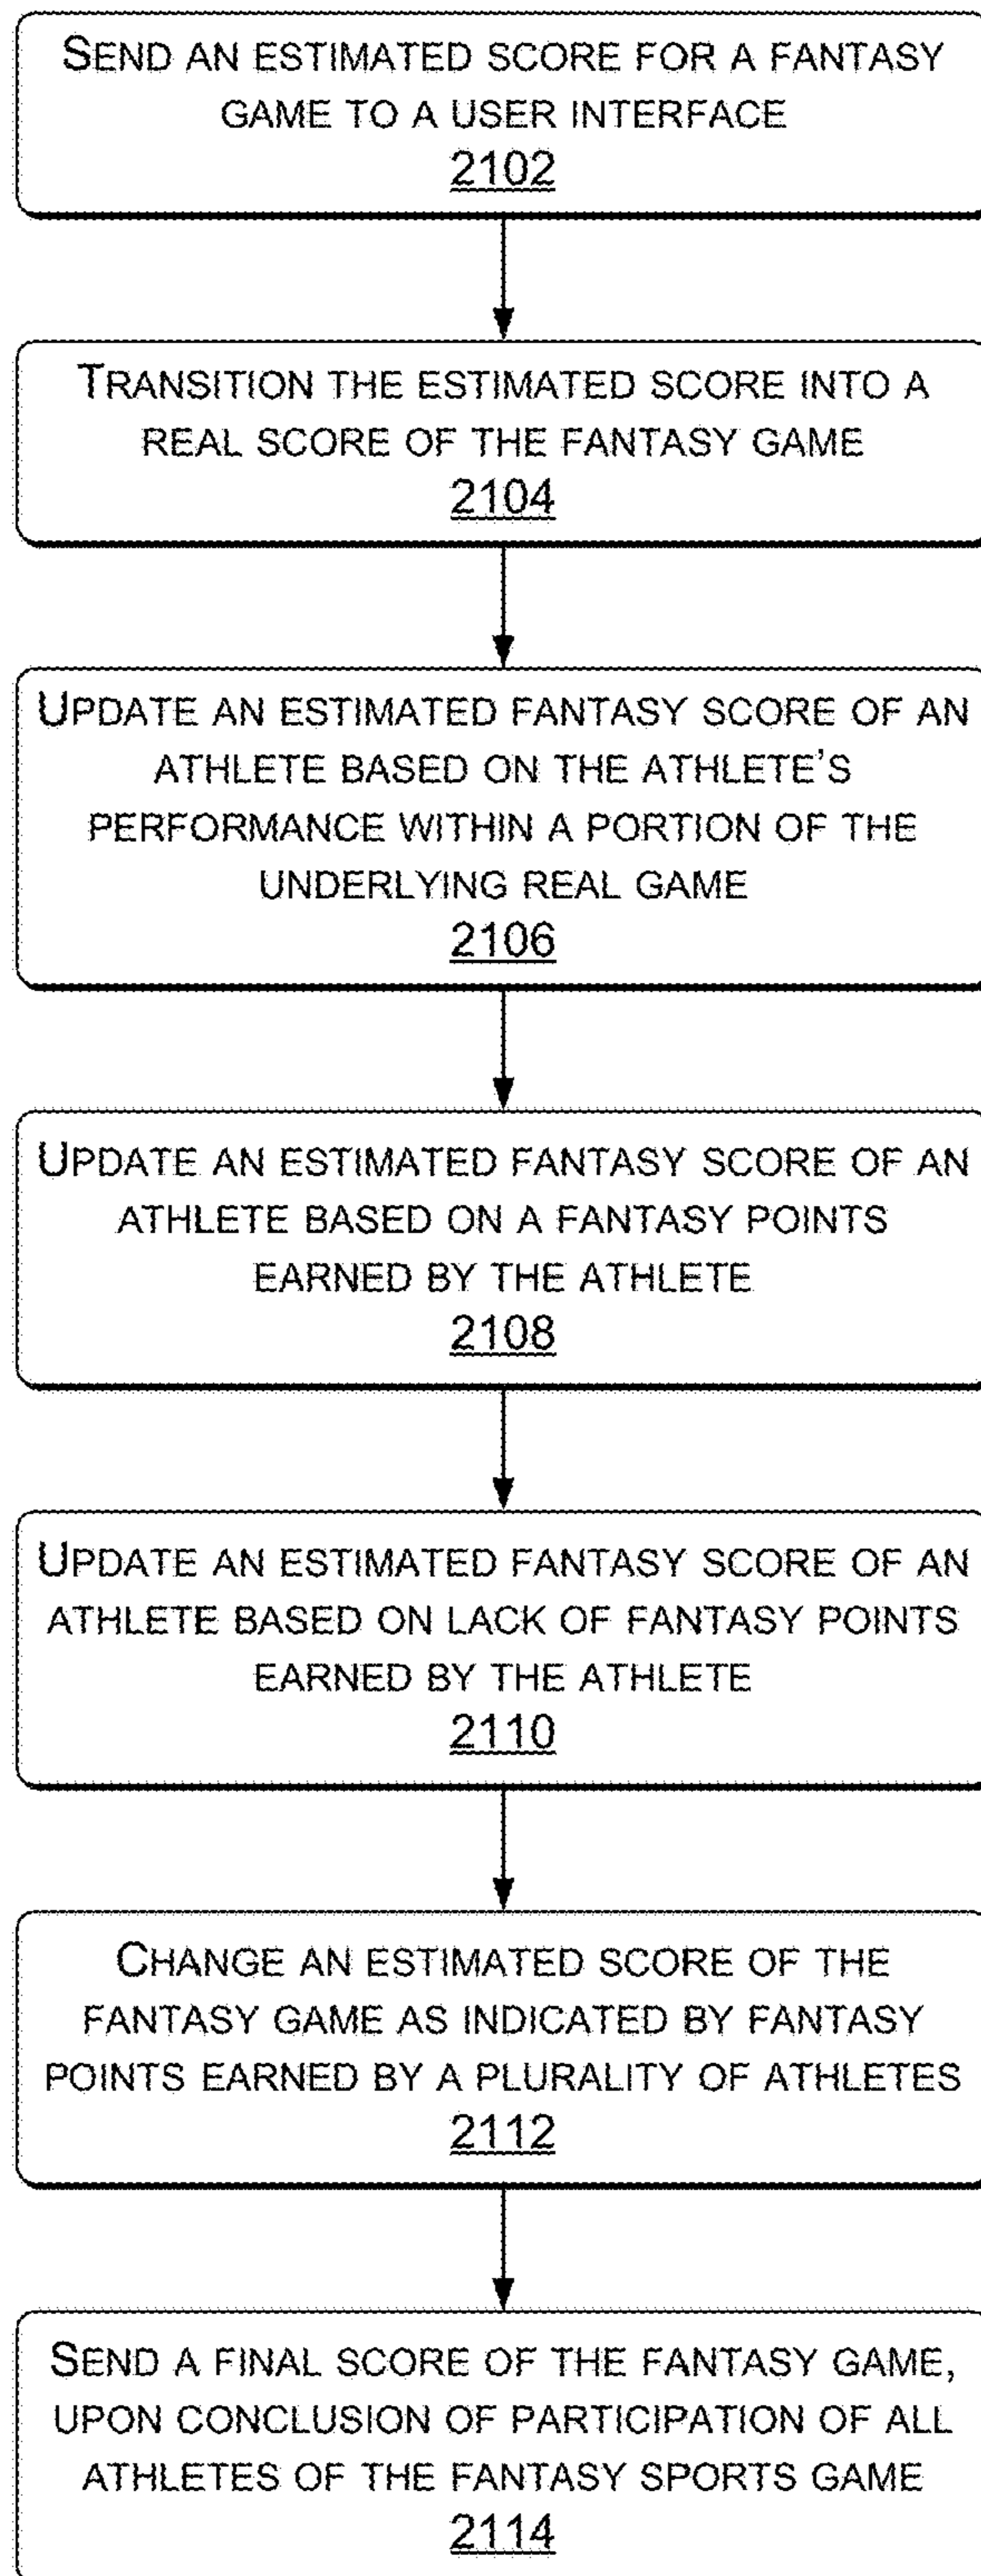 SEND AN ESTIMATED SCORE FOR A FANTASY
GAME TO A USER INTERFACE
2102
TRANSITION THE ESTIMATED SCORE INTO A
REAL SCORE OF THE FANTASY GAME
2104
UPDATE AN ESTIMATED FANTASY SCORE OF AN
ATHLETE BASED ON THE ATHLETE'S
PERFORMANCE WITHIN A PORTION OF THE
UNDERLYING REAL GAME
2106
UPDATE AN ESTIMATED FANTASY SCORE OF AN
ATHLETE BASED ON A FANTASY POINTS
EARNED BY THE ATHLETE
2108
UPDATE AN ESTIMATED FANTASY SCORE OF AN
ATHLETE BASED ON LACK OF FANTASY POINTS
EARNED BY THE ATHLETE
2110
CHANGE AN ESTIMATED SCORE OF THE
FANTASY GAME AS INDICATED BY FANTASY
POINTS EARNED BY A PLURALITY OF ATHLETES
2112
SEND A FINAL SCORE OF THE FANTASY GAME,
UPON CONCLUSION OF PARTICIPATION OF ALL
ATHLETES OF THE FANTASY SPORTS GAME
2114